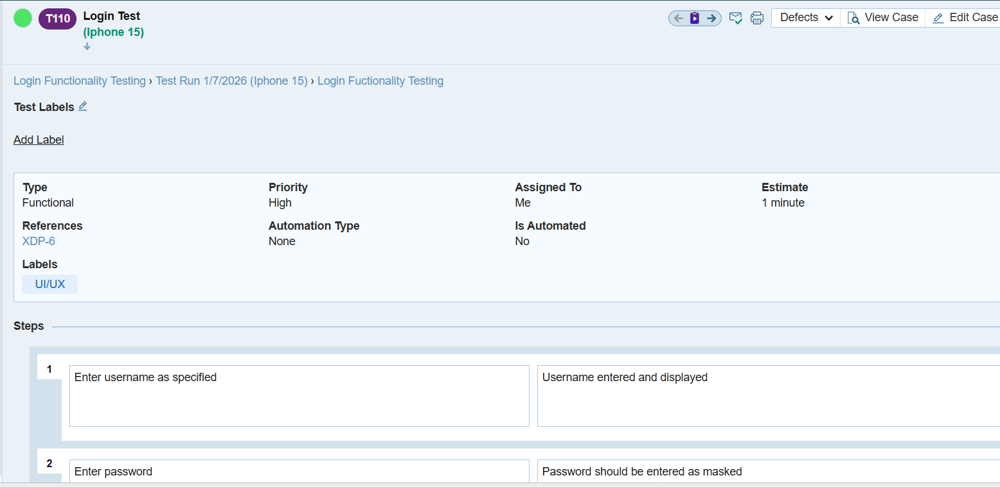 T110 Login Test
(Iphone 15)
Defects View Case Edit Case
Login Functionality Testing › Test Run 1/7/2026 (Iphone 15) › Login Fuctionality Testing
Test Labels
Add Label
Type Priority Assigned To Estimate
Functional High Me 1 minute
References Automation Type Is Automated
XDP-6 None No
Labels
UI/UX
Steps
1
Enter username as specified Username entered and displayed
2
Enter password Password should be entered as masked